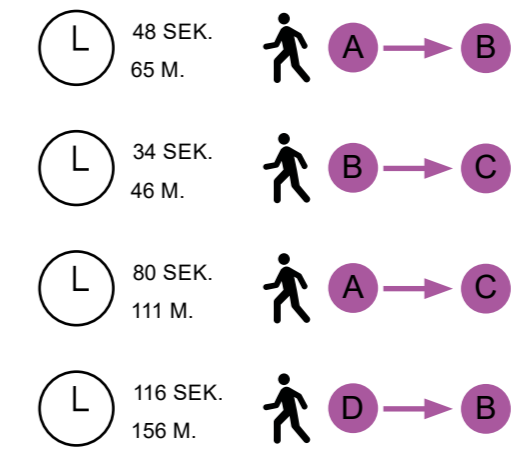 48 SEK. A B
65 M.
34 SEK. B C
46 M.
80 SEK. A C
111 M.
116 SEK. D B
156 M.